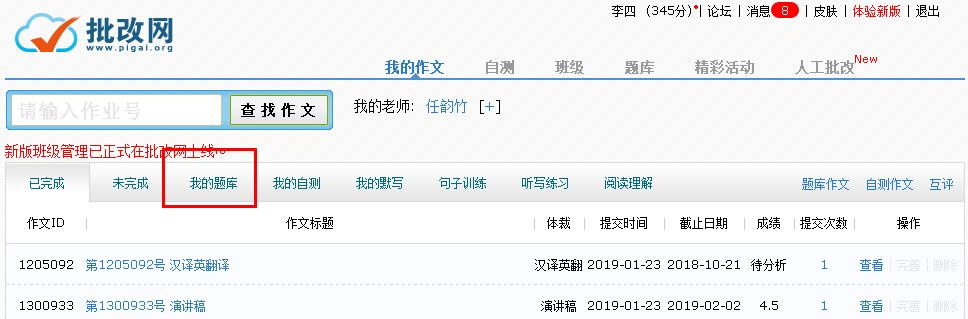 李四 （345分）• | 论坛 | 消息 8 | 皮肤 | 体验新版 | 退出
批改网
www.pigai.org
我的作文 自测 班级 题库 精彩活动 人工批改 New
请输入作业号 查找作文 我的老师: 任韵竹 [+]
新版班级管理已正式在批改网上线~
已完成 未完成 我的题库 我的自测 我的默写 句子训练 听写练习 阅读理解 题库作文 自测作文 互评
作文ID 作文标题 体裁 提交时间 截止日期 成绩 提交次数 操作
1205092 第1205092号 汉译英翻译 汉译英翻 2019-01-23 2018-10-21 待分析 1 查看 | 完善 | 删除
1300933 第1300933号 演讲稿 演讲稿 2019-01-23 2019-02-02 4.5 1 查看 | 完善 | 删除